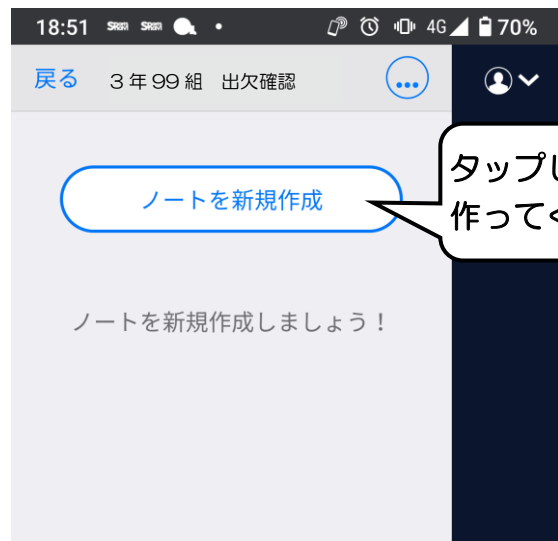 18:51 4G 70%
戻る 3年99組 出欠確認
ノートを新規作成
タップし
作ってく
ノートを新規作成しましょう！